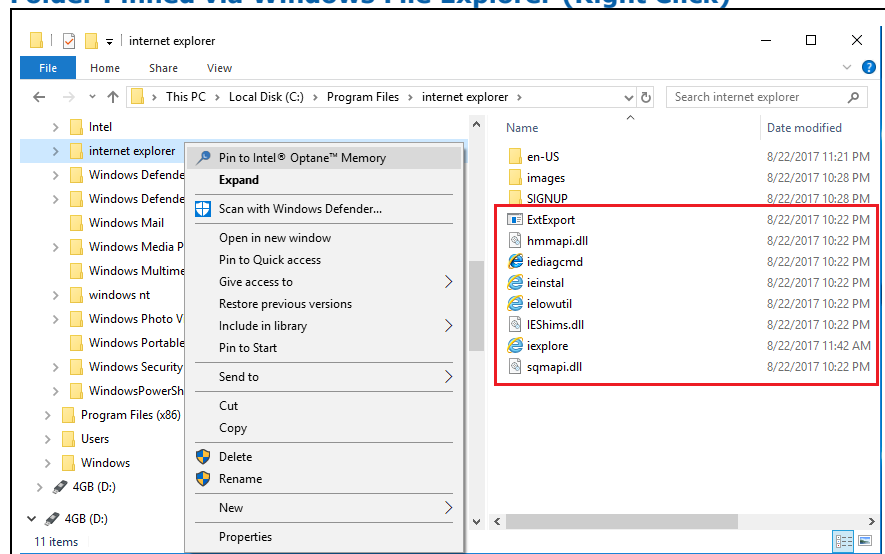 Folder Pinned via Windows File Explorer (Right Click)
internet explorer
File Home Share View
This PC > Local Disk (C:) > Program Files > internet explorer >
Search internet explorer
Intel
internet explorer
Windows Defende
Windows Defende
Windows Mail
Windows Media P
Windows Multime
windows nt
Windows Photo V
Windows Portable
Windows Security
WindowsPowerSh
Program Files (x86)
Users
Windows
4GB (D:)
4GB (D:)
11 items
Pin to Intel® Optane™ Memory
Expand
Scan with Windows Defender...
Open in new window
Pin to Quick access
Give access to
Restore previous versions
Include in library
Pin to Start
Send to
Cut
Copy
Delete
Rename
New
Properties
Name Date modified
en-US 8/22/2017 11:21 PM
images 8/22/2017 10:28 PM
SIGNUP 8/22/2017 10:28 PM
ExtExport 8/22/2017 10:22 PM
hmmapi.dll 8/22/2017 10:22 PM
iediagcmd 8/22/2017 10:22 PM
ieinstal 8/22/2017 10:22 PM
ielowutil 8/22/2017 10:22 PM
IEShims.dll 8/22/2017 10:22 PM
iexplore 8/22/2017 11:42 AM
sqmapi.dll 8/22/2017 10:22 PM